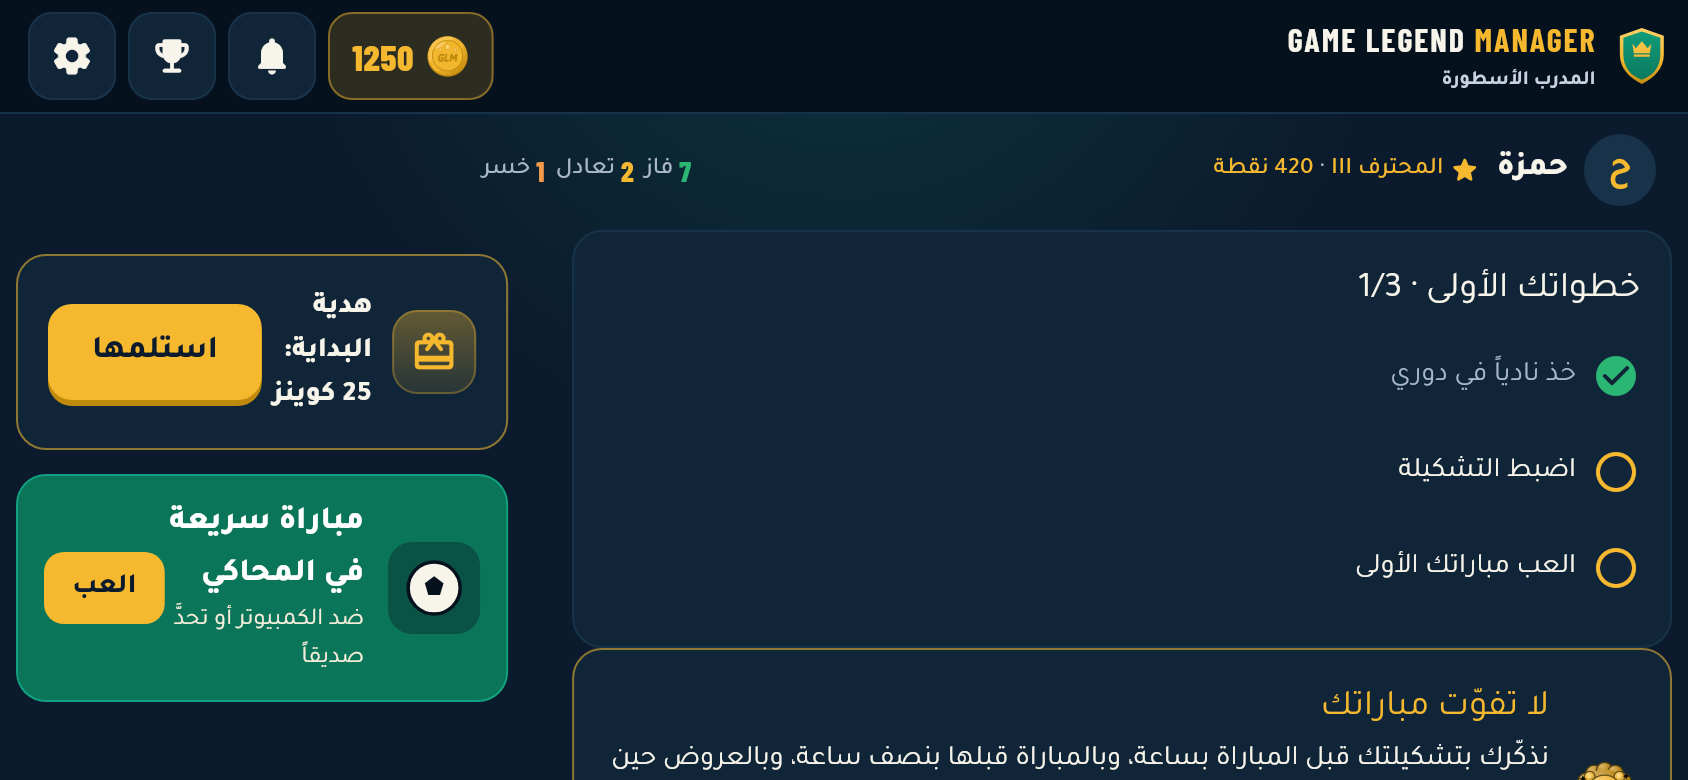 GAME LEGEND MANAGER
المدرب الأسطورة
1250
GLM
ح
حمزة
المحترف III · 420 نقطة
7 فاز 2 تعادل 1 خسر
خطواتك الأولى · 1/3
خذ نادياً في دوري
اضبط التشكيلة
العب مباراتك الأولى
لا تفوّت مباراتك
نذكّرك بتشكيلتك قبل المباراة بساعة، وبالمباراة قبلها بنصف ساعة، وبالعروض حين
هدية
البداية:
25 كوينز
استلمها
مباراة سريعة
في المحاكي
ضد الكمبيوتر أو تحدَّ
صديقاً
العب